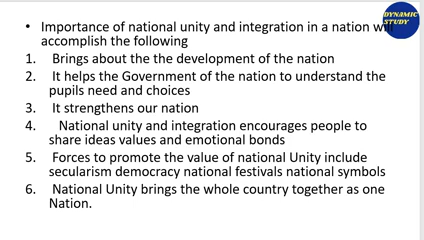 DYNAMIC
STUDY
• Importance of national unity and integration in a nation will
accomplish the following
1. Brings about the the development of the nation
2. It helps the Government of the nation to understand the
pupils need and choices
3. It strengthens our nation
4. National unity and integration encourages people to
share ideas values and emotional bonds
5. Forces to promote the value of national Unity include
secularism democracy national festivals national symbols
6. National Unity brings the whole country together as one
Nation.